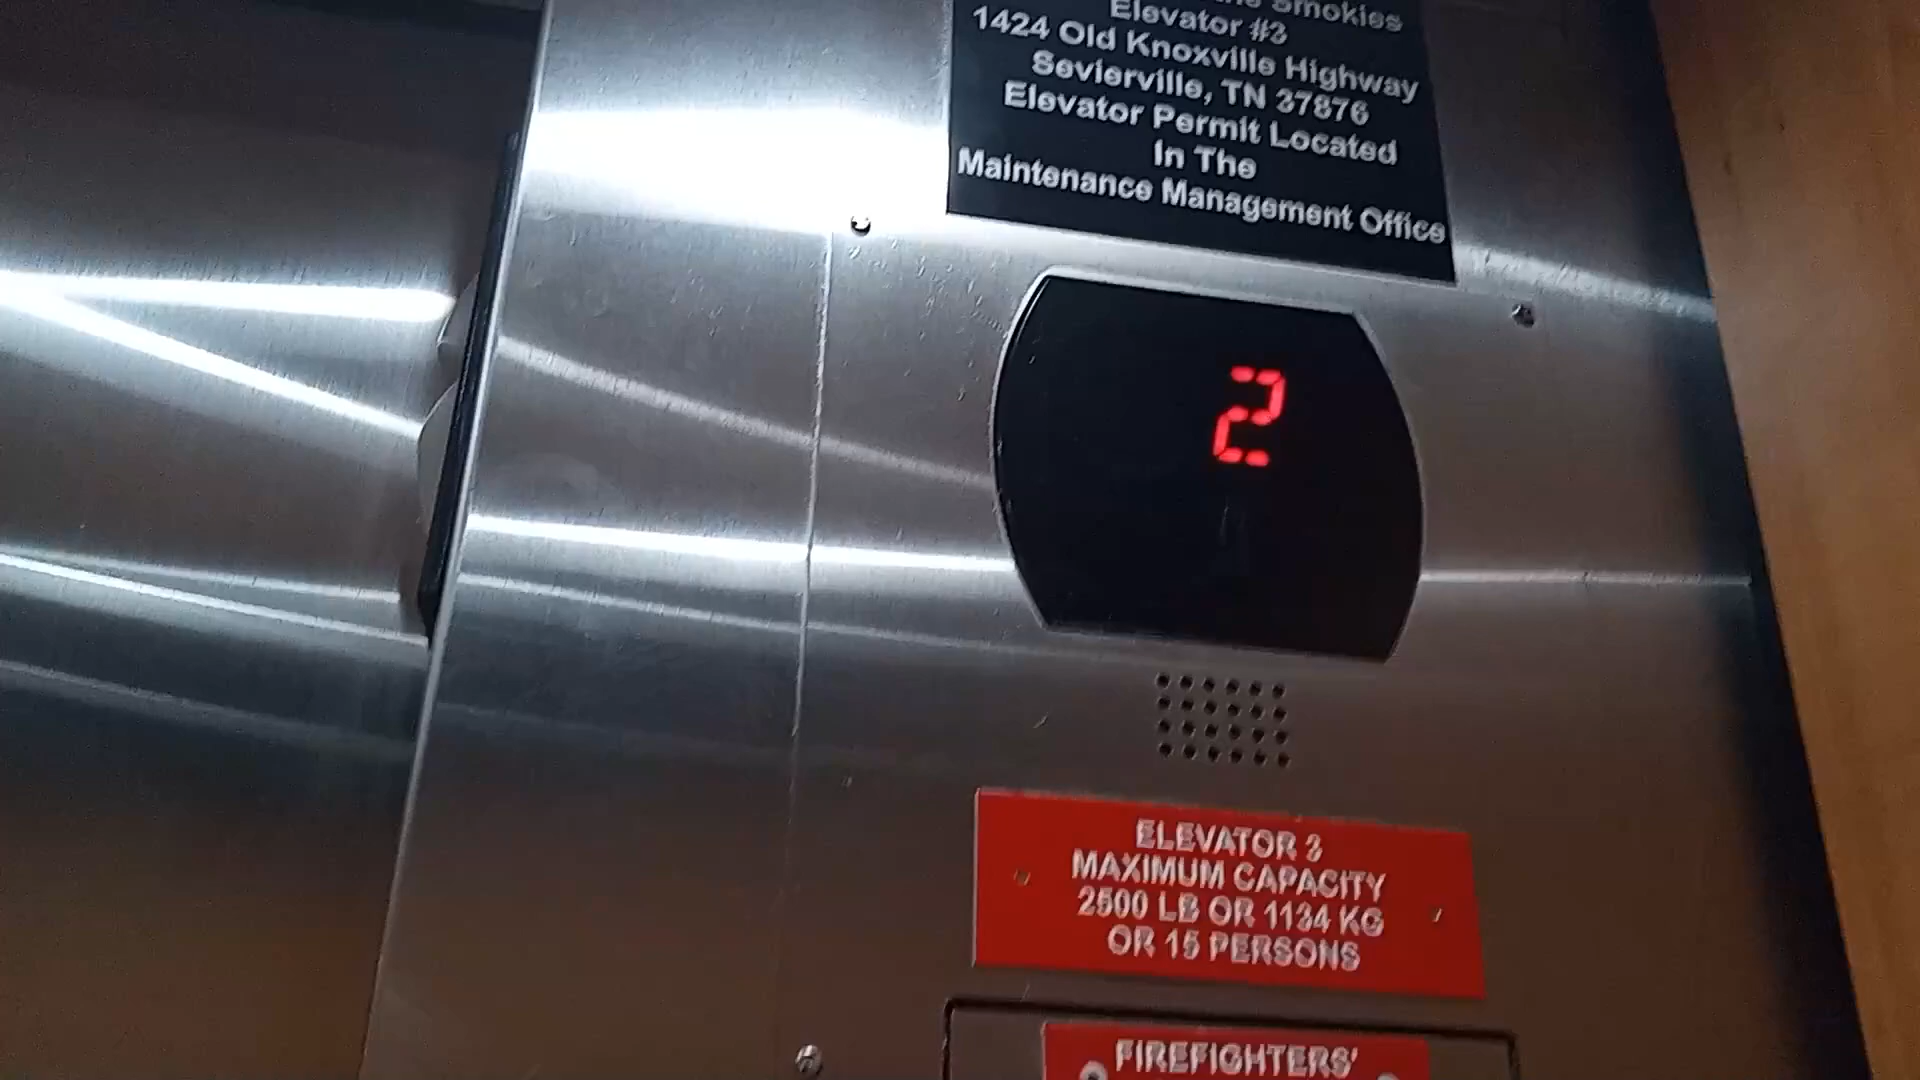 Smokies
Elevator #3
1424 Old Knoxville Highway
Sevierville, TN 37876
Elevator Permit Located
In The
Maintenance Management Office
2
ELEVATOR 3
MAXIMUM CAPACITY
2500 LB OR 1134 KG
OR 15 PERSONS
FIREFIGHTERS'